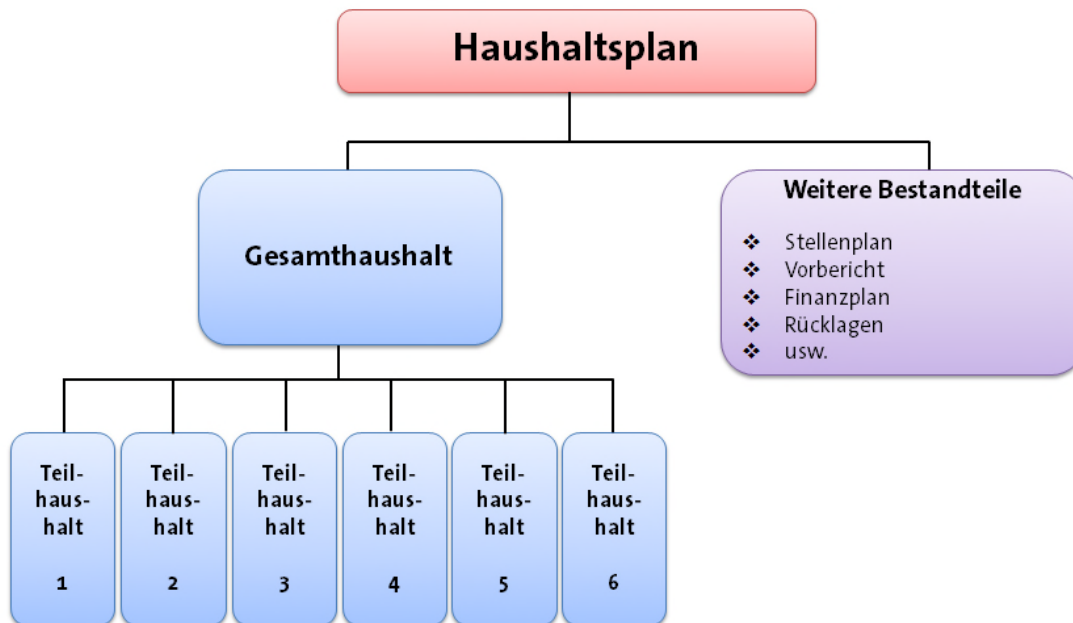 Haushaltsplan
Gesamthaushalt
Weitere Bestandteile
❖ Stellenplan
❖ Vorbericht
❖ Finanzplan
❖ Rücklagen
❖ usw.
Teil-
haus-
halt
1
Teil-
haus-
halt
2
Teil-
haus-
halt
3
Teil-
haus-
halt
4
Teil-
haus-
halt
5
Teil-
haus-
halt
6